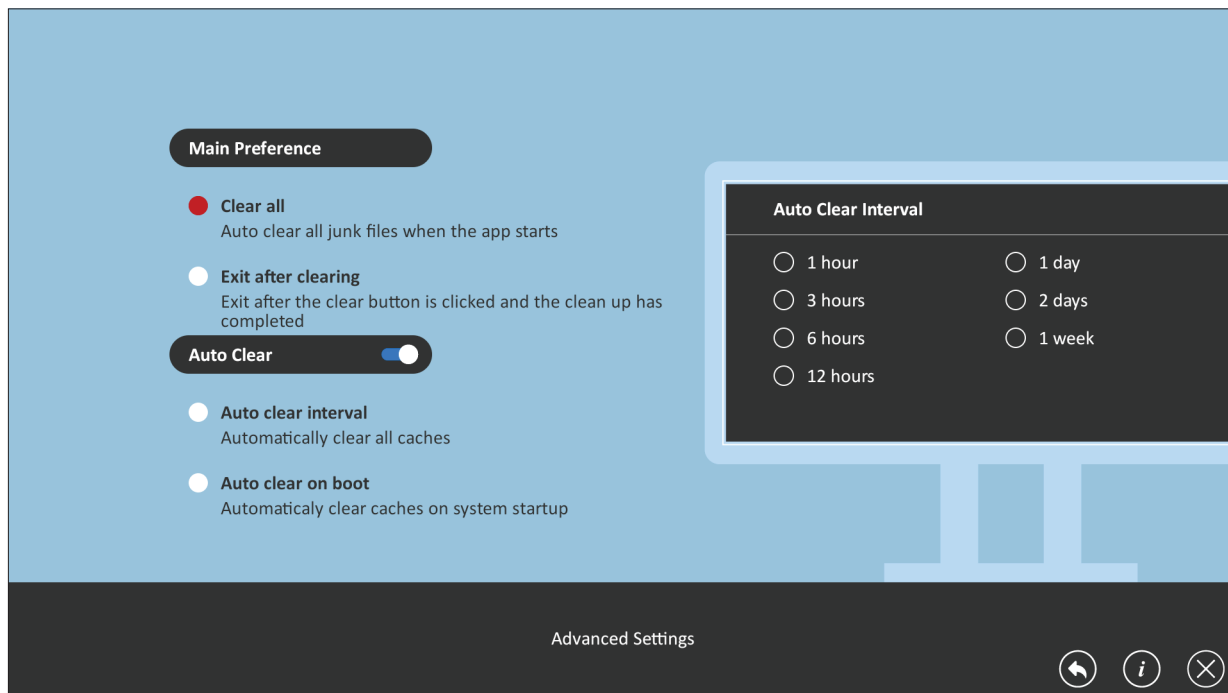 Main Preference
Clear all
Auto clear all junk files when the app starts
Exit after clearing
Exit after the clear button is clicked and the clean up has
completed
Auto Clear
Auto clear interval
Automatically clear all caches
Auto clear on boot
Automaticaly clear caches on system startup
Auto Clear Interval
1 hour
1 day
3 hours
2 days
6 hours
1 week
12 hours
Advanced Settings
i